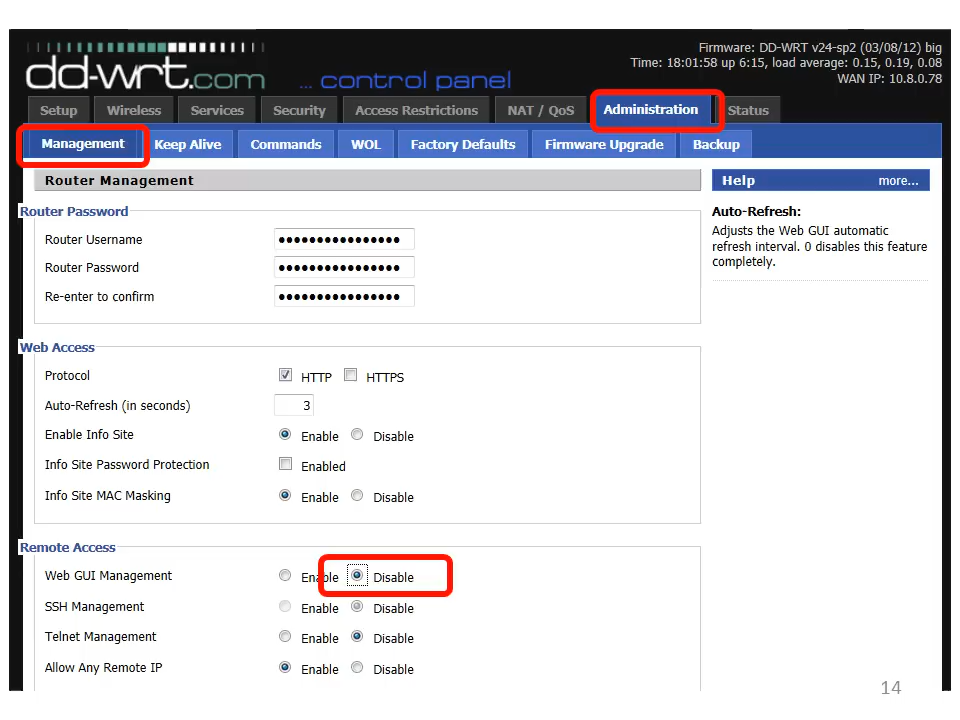 Firmware: DD-WRT v24-sp2 (03/08/12) big
Time: 18:01:58 up 6:15, load average: 0.15, 0.19, 0.08
WAN IP: 10.8.0.78
dd-wrt.com ... control panel
Setup Wireless Services Security Access Restrictions NAT / QoS Administration Status
Management Keep Alive Commands WOL Factory Defaults Firmware Upgrade Backup
Router Management
Help more...
Router Password
Router Username ••••••••••••••••
Router Password ••••••••••••••••
Re-enter to confirm ••••••••••••••••
Auto-Refresh:
Adjusts the Web GUI automatic
refresh interval. 0 disables this feature
completely.
Web Access
Protocol HTTP HTTPS
Auto-Refresh (in seconds) 3
Enable Info Site Enable Disable
Info Site Password Protection Enabled
Info Site MAC Masking Enable Disable
Remote Access
Web GUI Management Enable Disable
SSH Management Enable Disable
Telnet Management Enable Disable
Allow Any Remote IP Enable Disable
14